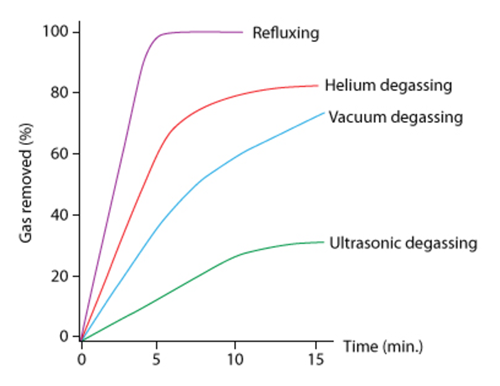 100
Refluxing
80
Helium degassing
Vacuum degassing
60
Gas removed (%)
40
Ultrasonic degassing
20
0
0
5
10
15
Time (min.)